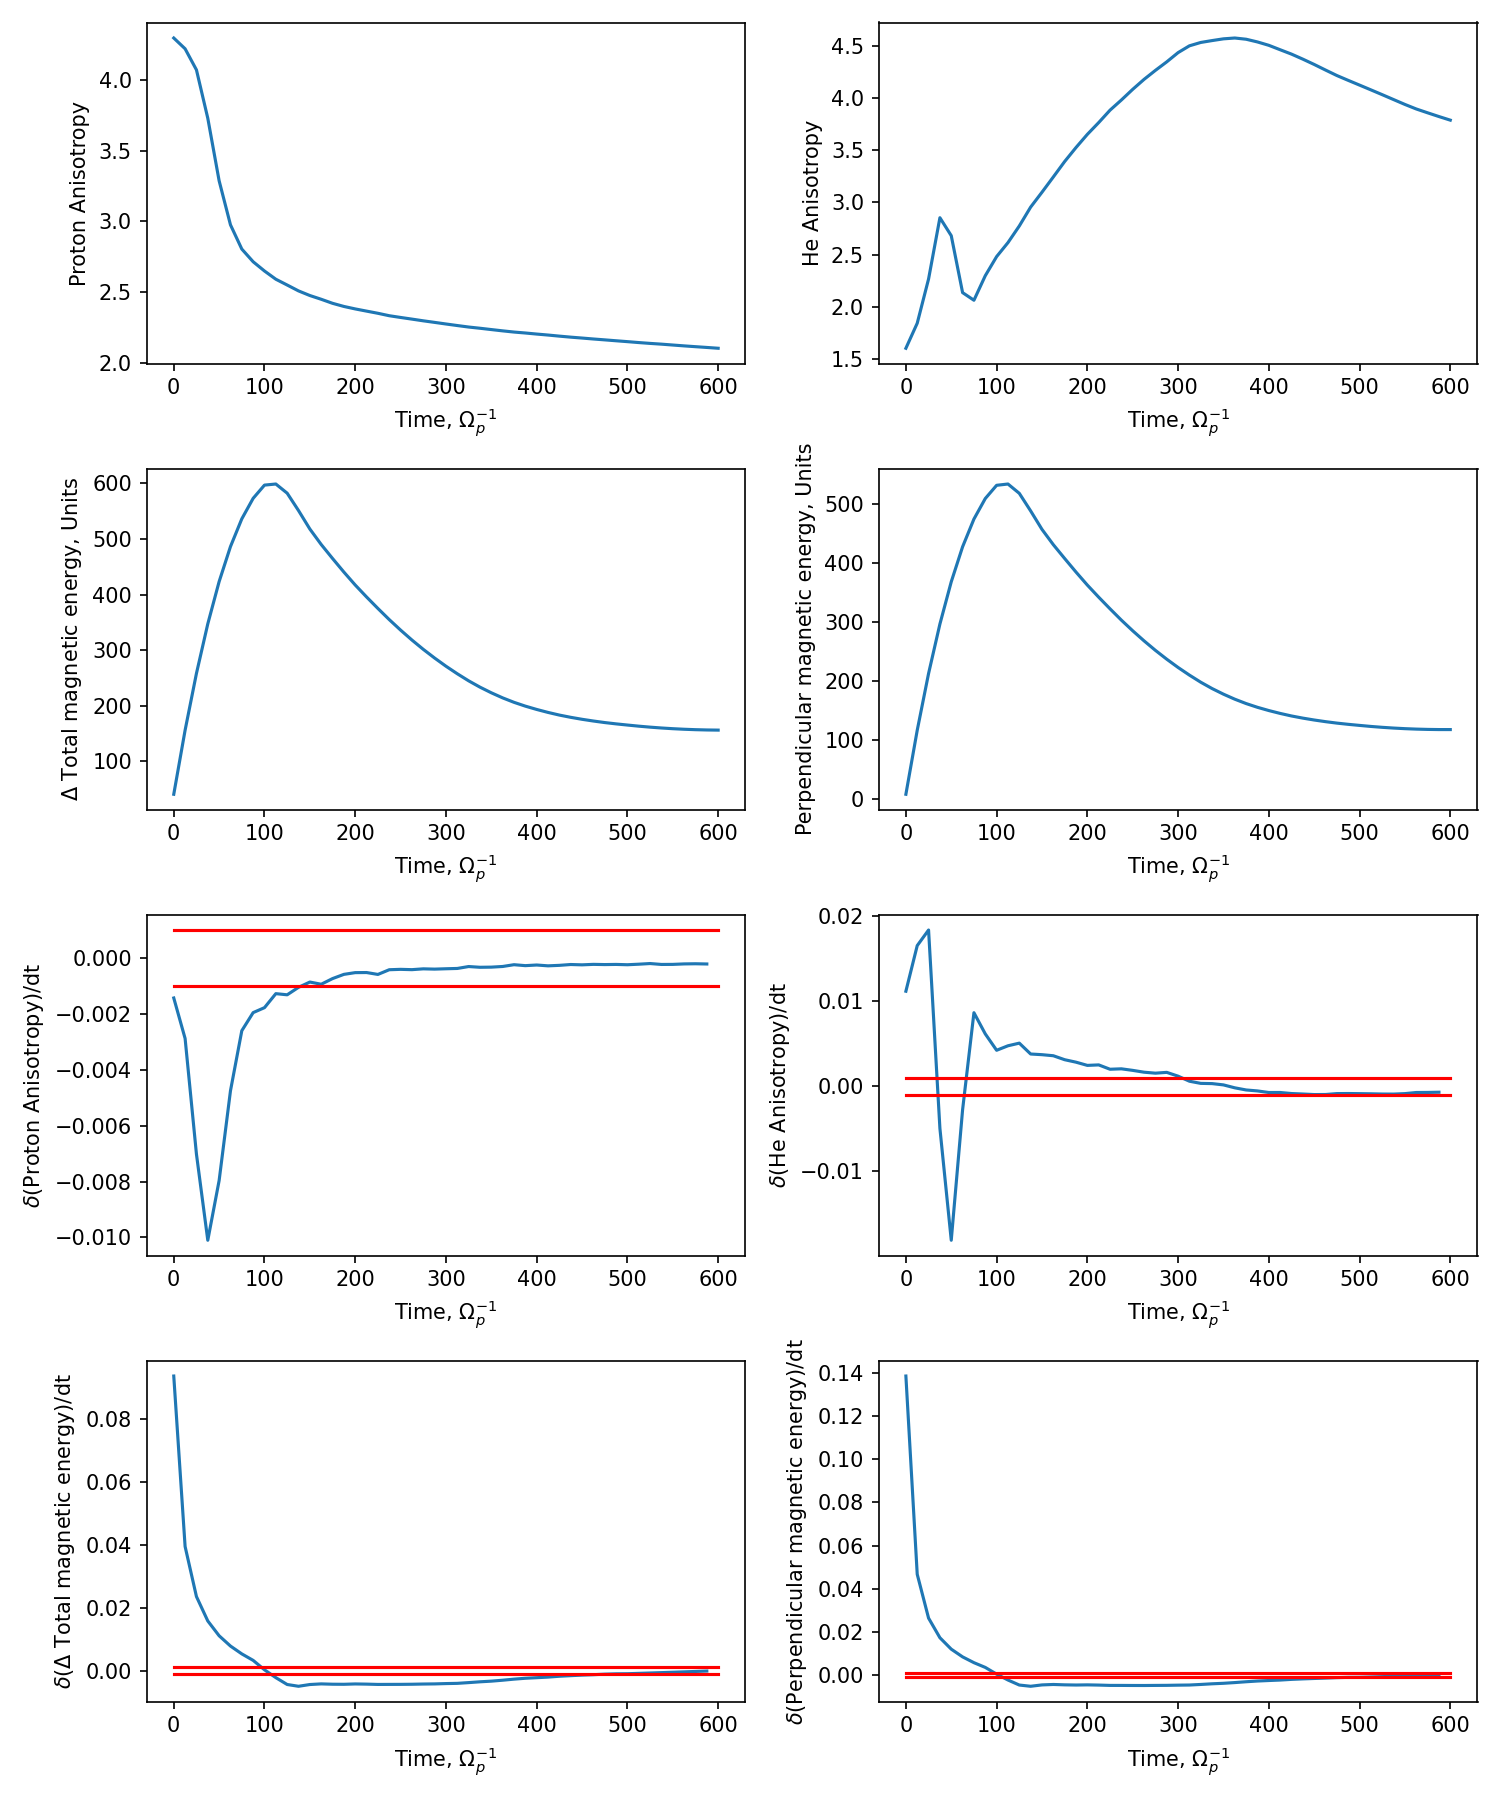 Proton Anisotropy
4.0
3.5
3.0
2.5
2.0
0 100 200 300 400 500 600
Time, Ω_p^{-1}
He Anisotropy
4.5
4.0
3.5
3.0
2.5
2.0
1.5
0 100 200 300 400 500 600
Time, Ω_p^{-1}
Δ Total magnetic energy, Units
600
500
400
300
200
100
0 100 200 300 400 500 600
Time, Ω_p^{-1}
Perpendicular magnetic energy, Units
500
400
300
200
100
0
0 100 200 300 400 500 600
Time, Ω_p^{-1}
δ(Proton Anisotropy)/dt
0.000
−0.002
−0.004
−0.006
−0.008
−0.010
0 100 200 300 400 500 600
Time, Ω_p^{-1}
δ(He Anisotropy)/dt
0.02
0.01
0.00
−0.01
0 100 200 300 400 500 600
Time, Ω_p^{-1}
δ(Δ Total magnetic energy)/dt
0.08
0.06
0.04
0.02
0.00
0 100 200 300 400 500 600
Time, Ω_p^{-1}
δ(Perpendicular magnetic energy)/dt
0.14
0.12
0.10
0.08
0.06
0.04
0.02
0.00
0 100 200 300 400 500 600
Time, Ω_p^{-1}